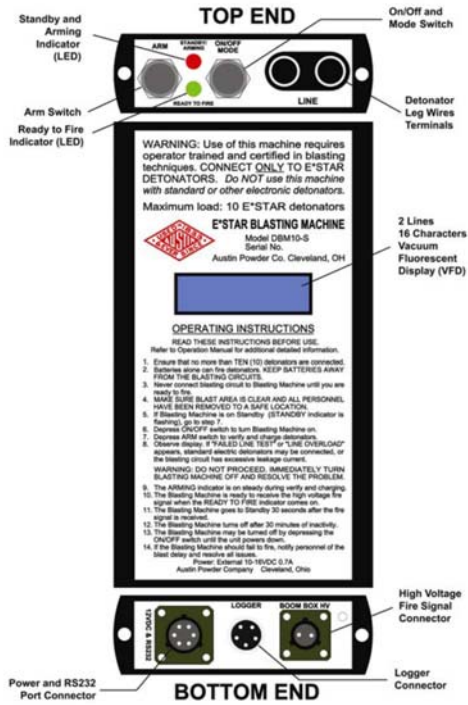 TOP END
Standby and
Arming
Indicator
(LED)
On/Off and
Mode Switch
ARM
STANDBY/
ARMING
ON/OFF
MODE
READY TO FIRE
LINE
Arm Switch
Ready to Fire
Indicator (LED)
Detonator
Leg Wires
Terminals
WARNING: Use of this machine requires
operator trained and certified in blasting
techniques. CONNECT ONLY TO E*STAR
DETONATORS. Do NOT use this machine
with standard or other electronic detonators.
Maximum load: 10 E*STAR detonators
E*STAR BLASTING MACHINE
Model DBM10-S
Serial No.
Austin Powder Co. Cleveland, OH
AUSTIN
2 Lines
16 Characters
Vacuum
Fluorescent
Display (VFD)
OPERATING INSTRUCTIONS
READ THESE INSTRUCTIONS BEFORE USE.
Refer to Operation Manual for additional detailed information.
1. Ensure that no more than TEN (10) detonators are connected.
2. Batteries alone can fire detonators. KEEP BATTERIES AWAY
FROM THE BLASTING CIRCUITS.
3. Never connect blasting circuit to Blasting Machine until you are
ready to fire.
4. MAKE SURE BLAST AREA IS CLEAR AND ALL PERSONNEL
HAVE BEEN REMOVED TO A SAFE LOCATION.
5. If Blasting Machine is on Standby (STANDBY indicator is
flashing), go to step 7.
6. Depress ON/OFF switch to turn Blasting Machine on.
7. Depress ARM switch to verify and charge detonators.
8. Observe display. If "FAILED LINE TEST" or "LINE OVERLOAD"
appears, standard electric detonators may be connected, or
the blasting circuit has excessive leakage current.
WARNING: DO NOT PROCEED. IMMEDIATELY TURN
BLASTING MACHINE OFF AND RESOLVE THE PROBLEM.
9. The ARMING indicator is on steady during verify and charging.
10. The Blasting Machine is ready to receive the high voltage fire
signal when the READY TO FIRE indicator comes on.
11. The Blasting Machine goes to Standby 30 seconds after the fire
signal is received.
12. The Blasting Machine turns off after 30 minutes of inactivity.
13. The Blasting Machine may be turned off by depressing the
ON/OFF switch until the unit powers down.
14. If the Blasting Machine should fail to fire, notify personnel of the
blast delay and resolve all issues.
Power: External 10-16VDC 0.7A
Austin Powder Company Cleveland, Ohio
12VDC & RS232
LOGGER
BOOM BOX HV
High Voltage
Fire Signal
Connector
Power and RS232
Port Connector
Logger
Connector
BOTTOM END